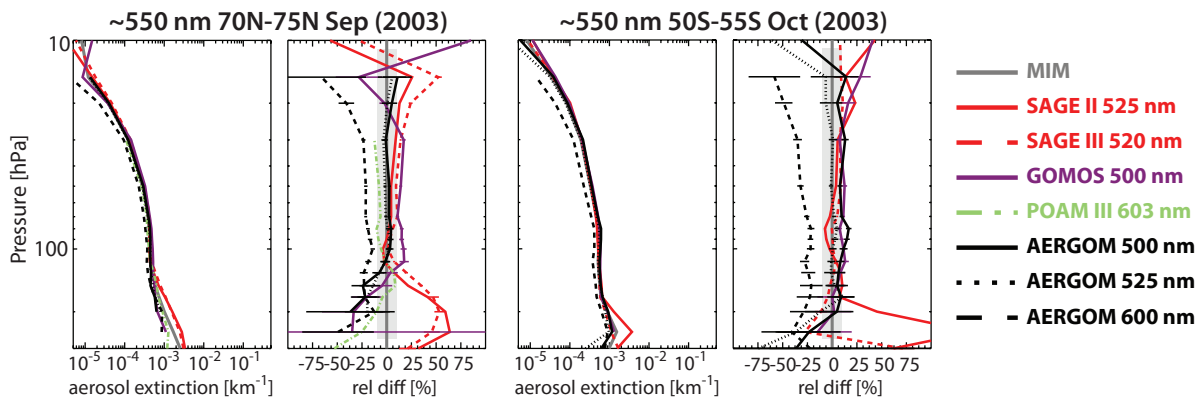 ~550 nm 70N-75N Sep (2003)
~550 nm 50S-55S Oct (2003)
10
100
Pressure [hPa]
10⁻⁵ 10⁻⁴ 10⁻³ 10⁻² 10⁻¹
aerosol extinction [km⁻¹]
-75 -50 -25 0 25 50 75
rel diff [%]
10⁻⁵ 10⁻⁴ 10⁻³ 10⁻² 10⁻¹
aerosol extinction [km⁻¹]
-75 -50 -25 0 25 50 75
rel diff [%]
MIM
SAGE II 525 nm
SAGE III 520 nm
GOMOS 500 nm
POAM III 603 nm
AERGOM 500 nm
AERGOM 525 nm
AERGOM 600 nm